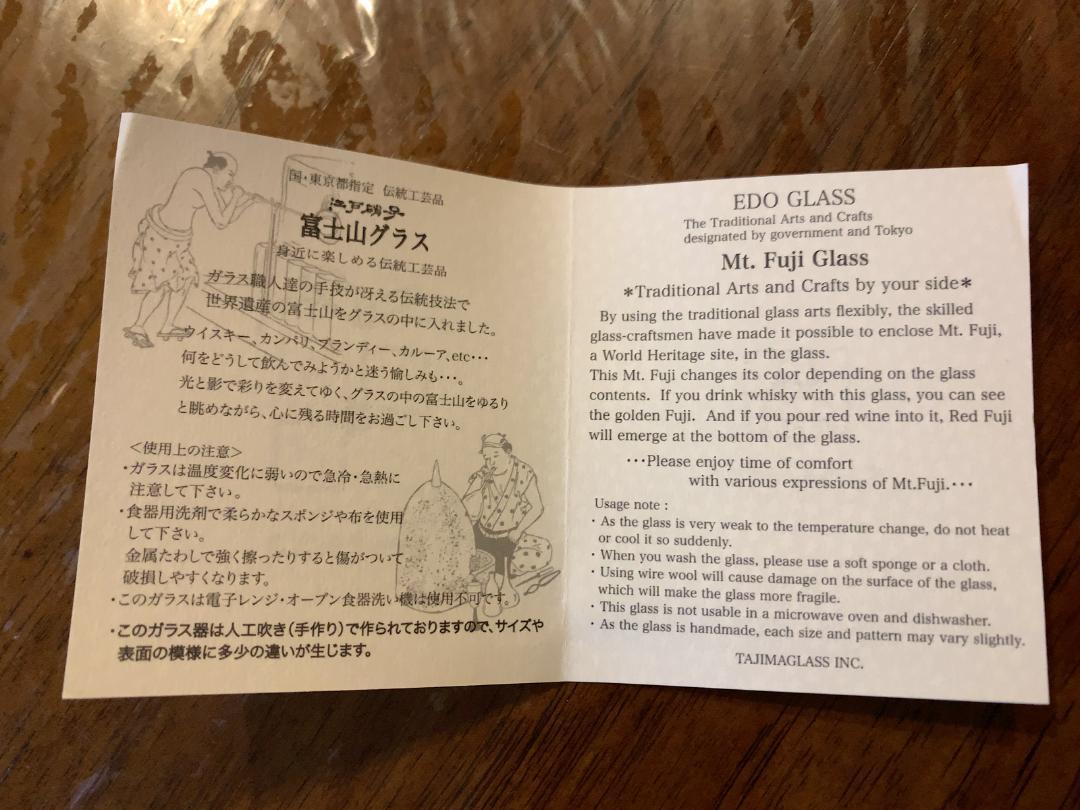 国・東京都指定 伝統工芸品
江戸硝子
富士山グラス
身近に楽しめる伝統工芸品
ガラス職人達の手技が冴える伝統技法で
世界遺産の富士山をグラスの中に入れました。
ウイスキー、カンパリ、ブランディー、カルーア、etc・・・
何をどうして飲んでみようかと迷う愉しみも・・・。
光と影で彩りを変えてゆく、グラスの中の富士山をゆるり
と眺めながら、心に残る時間をお過ごし下さい。
＜使用上の注意＞
・ガラスは温度変化に弱いので急冷・急熱に
注意して下さい。
・食器用洗剤で柔らかなスポンジや布を使用
して下さい。
金属たわしで強く擦ったりすると傷がついて
破損しやすくなります。
・このガラスは電子レンジ・オーブン食器洗い機は使用不可です。
・このガラス器は人工吹き（手作り）で作られておりますので、サイズや
表面の模様に多少の違いが生じます。
EDO GLASS
The Traditional Arts and Crafts
designated by government and Tokyo
Mt. Fuji Glass
＊Traditional Arts and Crafts by your side＊
By using the traditional glass arts flexibly, the skilled
glass-craftsmen have made it possible to enclose Mt. Fuji,
a World Heritage site, in the glass.
This Mt. Fuji changes its color depending on the glass
contents. If you drink whisky with this glass, you can see
the golden Fuji. And if you pour red wine into it, Red Fuji
will emerge at the bottom of the glass.
・・・Please enjoy time of comfort
with various expressions of Mt.Fuji.・・・
Usage note :
・As the glass is very weak to the temperature change, do not heat
or cool it so suddenly.
・When you wash the glass, please use a soft sponge or a cloth.
・Using wire wool will cause damage on the surface of the glass,
which will make the glass more fragile.
・This glass is not usable in a microwave oven and dishwasher.
・As the glass is handmade, each size and pattern may vary slightly.
TAJIMAGLASS INC.